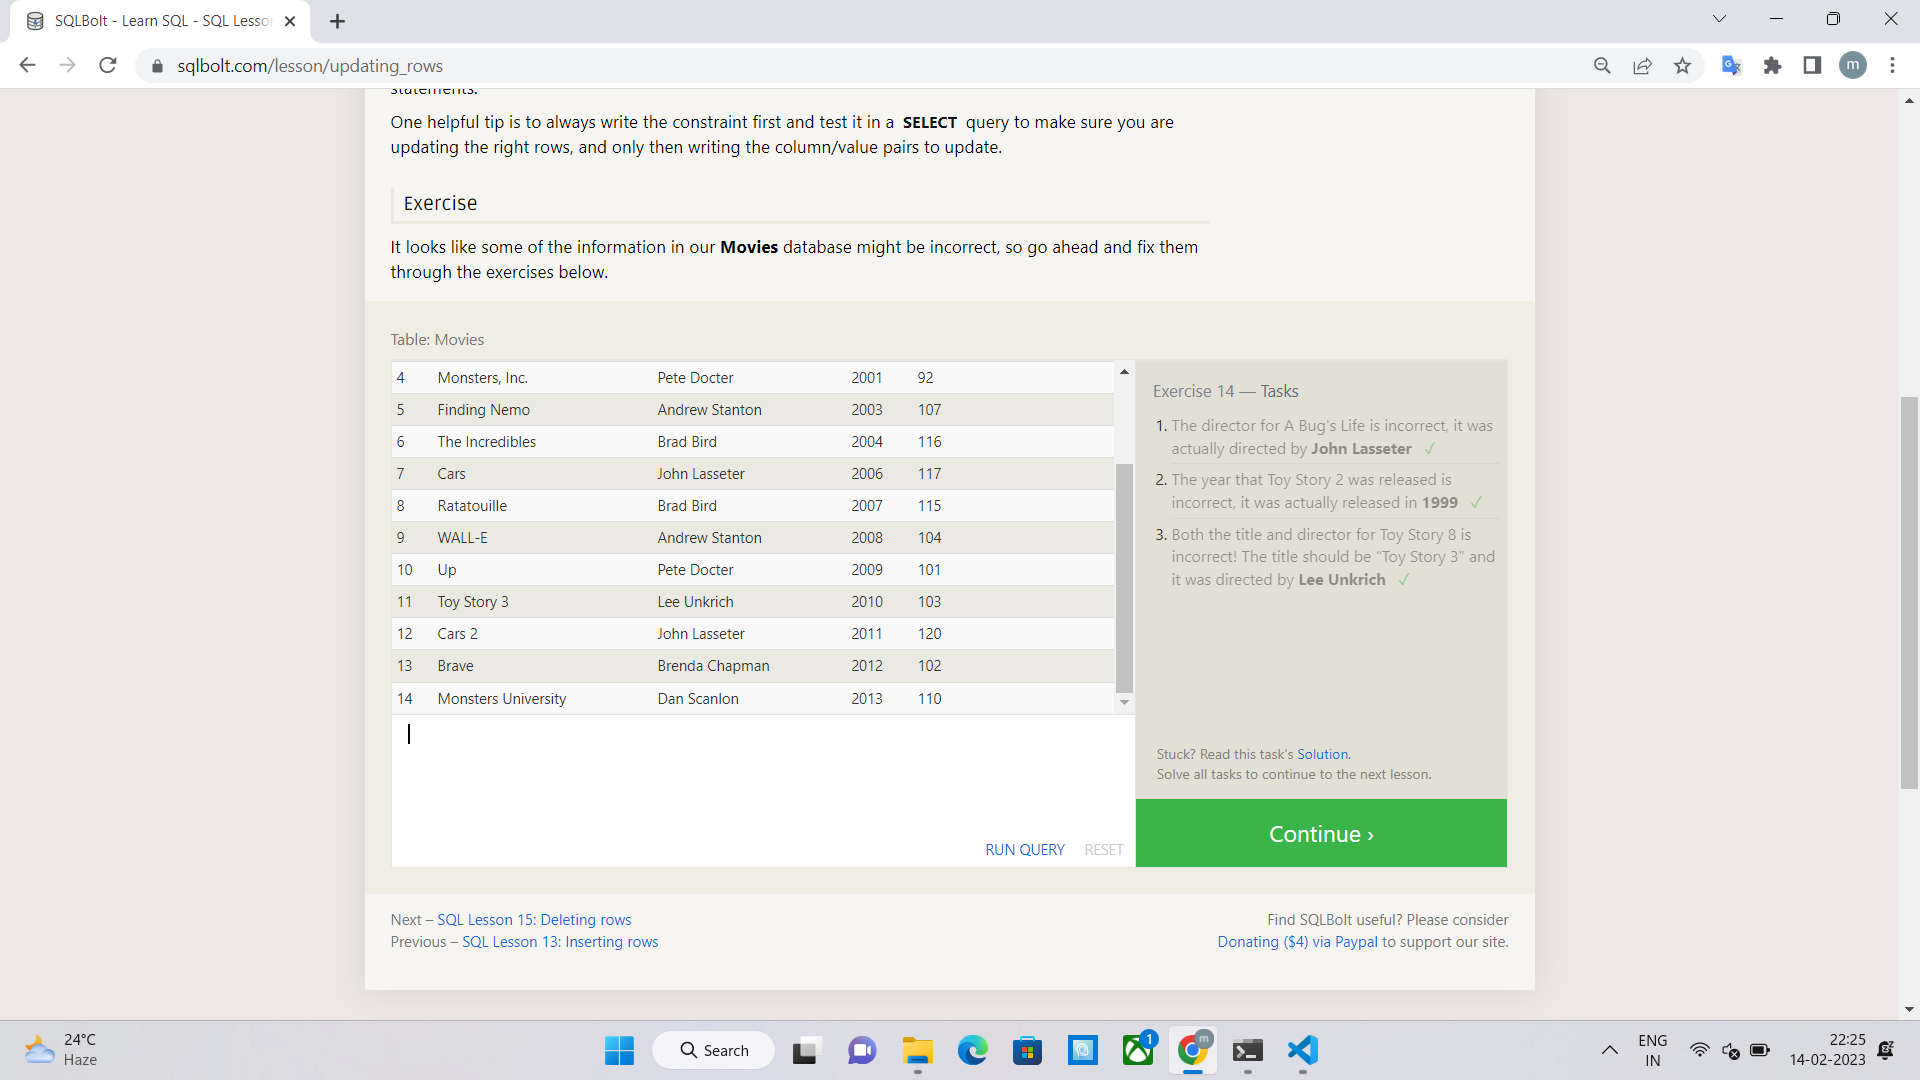 SQLBolt - Learn SQL - SQL Lesso
sqlbolt.com/lesson/updating_rows
m
statements.
One helpful tip is to always write the constraint first and test it in a SELECT query to make sure you are
updating the right rows, and only then writing the column/value pairs to update.
Exercise
It looks like some of the information in our Movies database might be incorrect, so go ahead and fix them
through the exercises below.
Table: Movies
4 Monsters, Inc. Pete Docter 2001 92
5 Finding Nemo Andrew Stanton 2003 107
6 The Incredibles Brad Bird 2004 116
7 Cars John Lasseter 2006 117
8 Ratatouille Brad Bird 2007 115
9 WALL-E Andrew Stanton 2008 104
10 Up Pete Docter 2009 101
11 Toy Story 3 Lee Unkrich 2010 103
12 Cars 2 John Lasseter 2011 120
13 Brave Brenda Chapman 2012 102
14 Monsters University Dan Scanlon 2013 110
RUN QUERY RESET
Exercise 14 — Tasks
1. The director for A Bug's Life is incorrect, it was
actually directed by John Lasseter ✓
2. The year that Toy Story 2 was released is
incorrect, it was actually released in 1999 ✓
3. Both the title and director for Toy Story 8 is
incorrect! The title should be "Toy Story 3" and
it was directed by Lee Unkrich ✓
Stuck? Read this task's Solution.
Solve all tasks to continue to the next lesson.
Continue ›
Next – SQL Lesson 15: Deleting rows
Previous – SQL Lesson 13: Inserting rows
Find SQLBolt useful? Please consider
Donating ($4) via Paypal to support our site.
24°C
Haze
Search
1
m
ENG
IN
22:25
14-02-2023